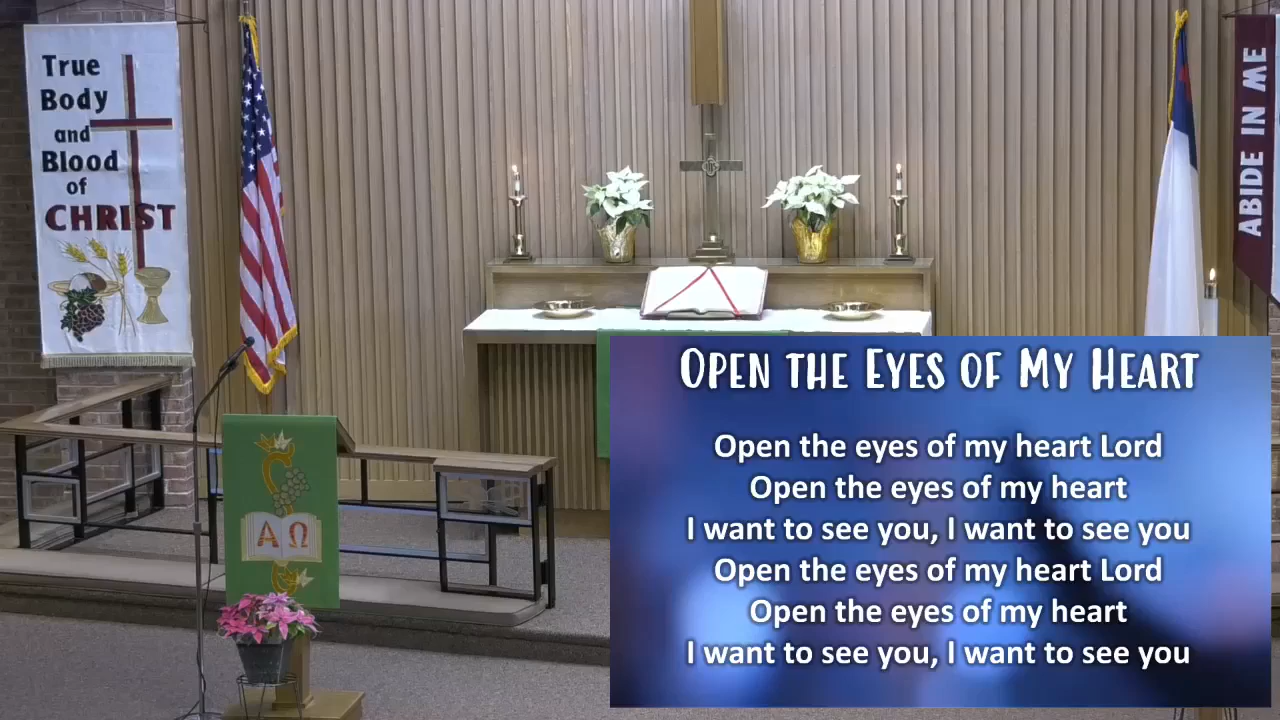 True
Body
and
Blood
of
CHRIST
ABIDE IN ME
Α Ω
OPEN THE EYES OF MY HEART
Open the eyes of my heart Lord
Open the eyes of my heart
I want to see you, I want to see you
Open the eyes of my heart Lord
Open the eyes of my heart
I want to see you, I want to see you